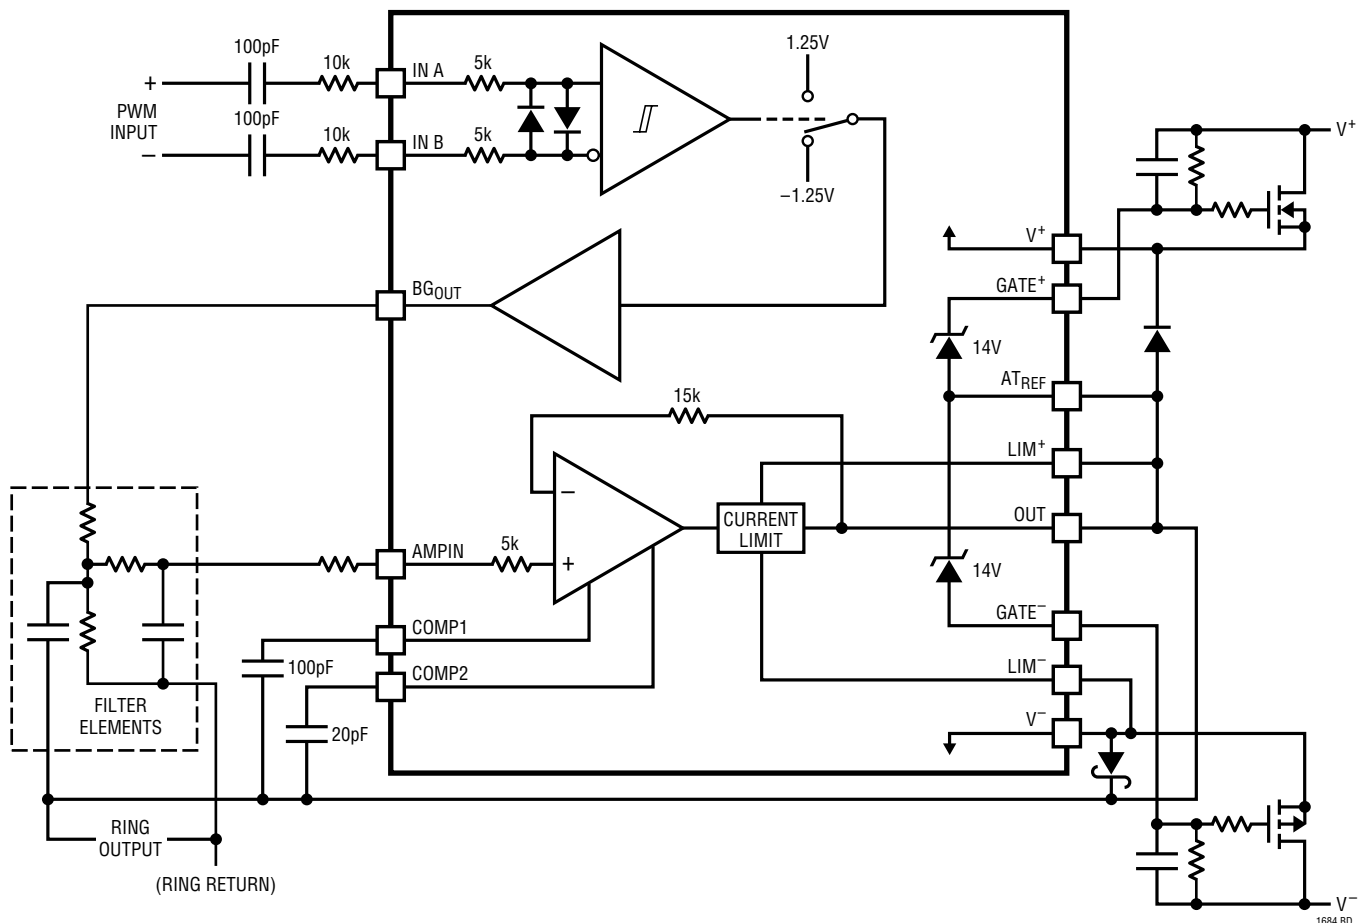 100pF
10k
IN A
5k
1.25V
+
PWM
INPUT
–
100pF
10k
IN B
5k
–1.25V
V+
V+
GATE+
BGOUT
14V
ATREF
15k
LIM+
–
CURRENT
LIMIT
OUT
AMPIN
5k
+
14V
GATE–
COMP1
100pF
COMP2
LIM–
FILTER
ELEMENTS
20pF
V–
RING
OUTPUT
(RING RETURN)
V–
1684 BD